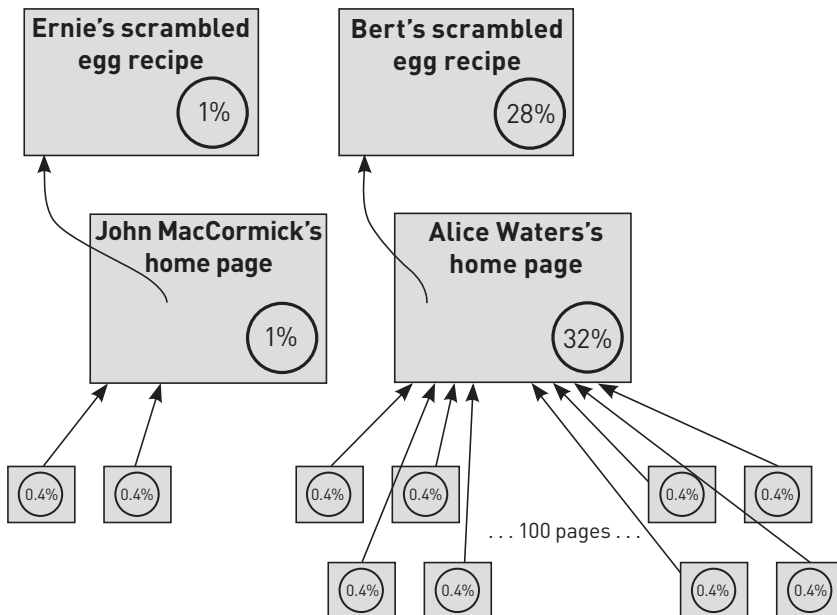 Ernie’s scrambled
egg recipe
1%
Bert’s scrambled
egg recipe
28%
John MacCormick’s
home page
1%
Alice Waters’s
home page
32%
0.4%
0.4%
0.4%
0.4%
0.4%
0.4%
. . . 100 pages . . .
0.4%
0.4%
0.4%
0.4%